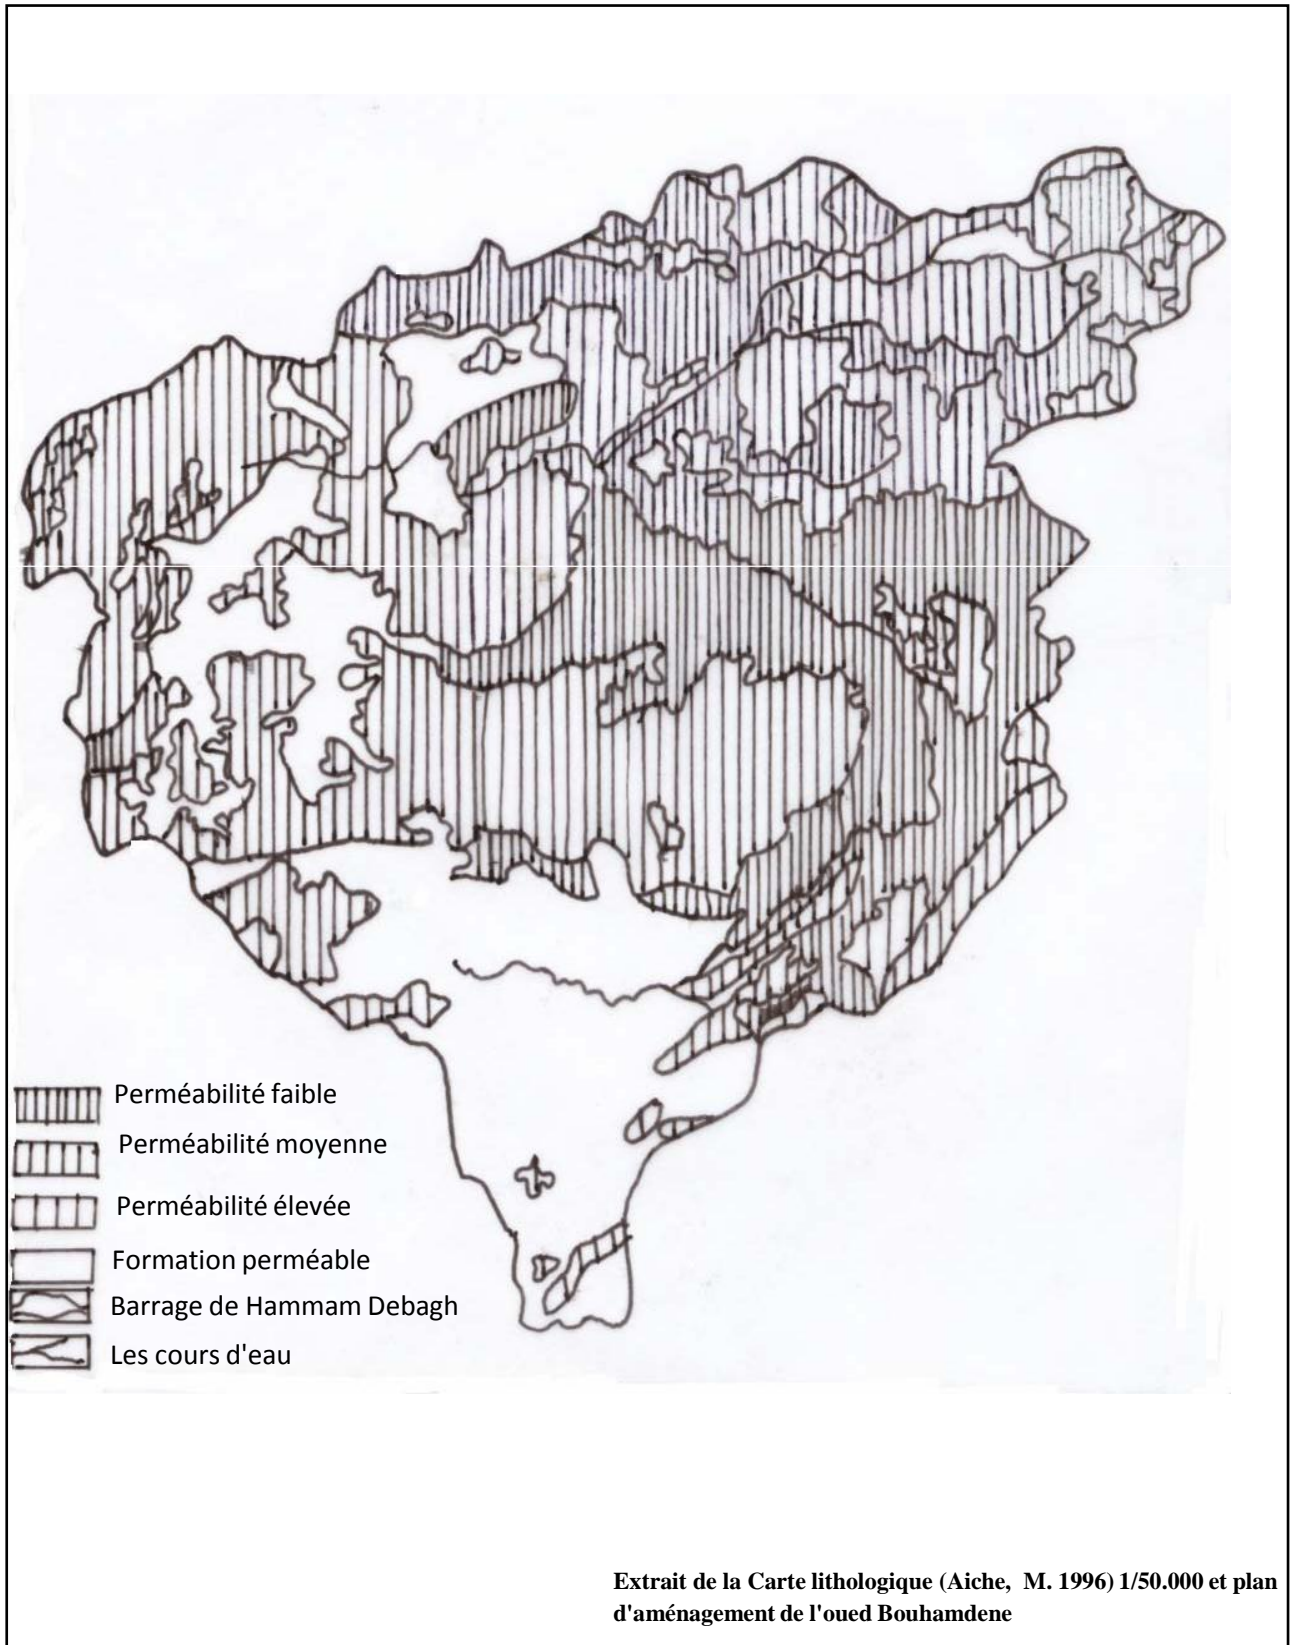 Perméabilité faible
Perméabilité moyenne
Perméabilité élevée
Formation perméable
Barrage de Hammam Debagh
Les cours d'eau
Extrait de la Carte lithologique (Aiche, M. 1996) 1/50.000 et plan
d'aménagement de l'oued Bouhamdene